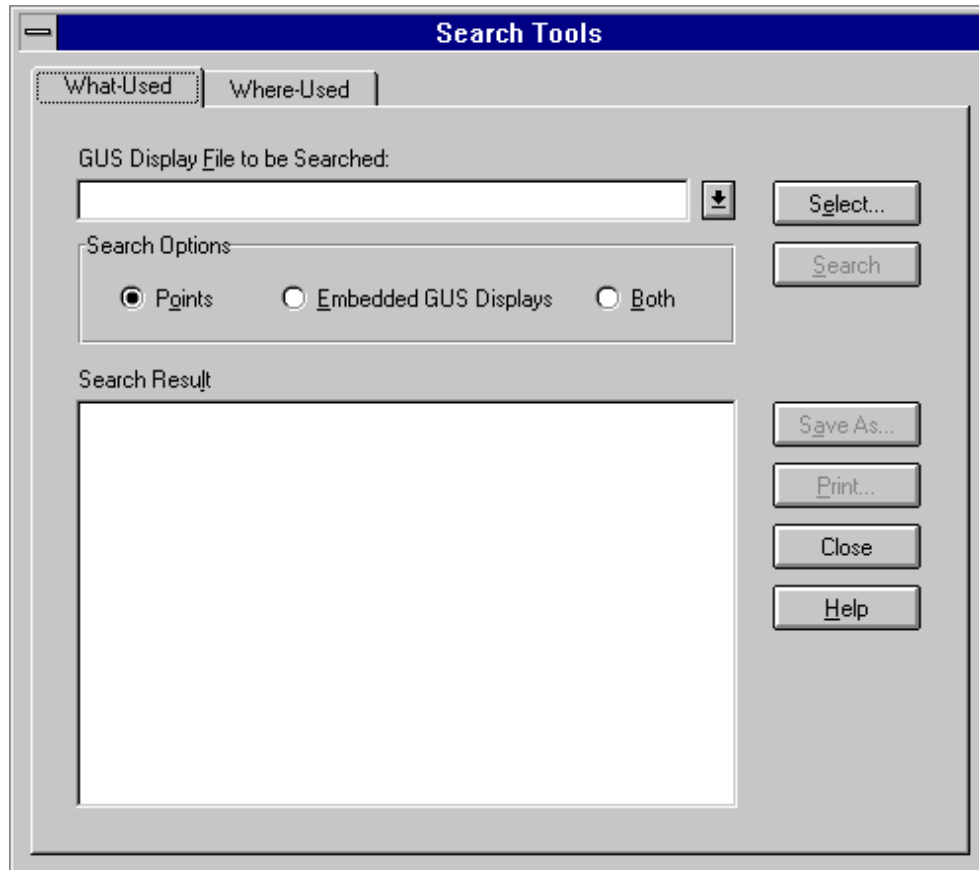 Search Tools
What-Used Where-Used
GUS Display File to be Searched:
Select...
Search Options
Search
Points Embedded GUS Displays Both
Search Result
Save As...
Print...
Close
Help